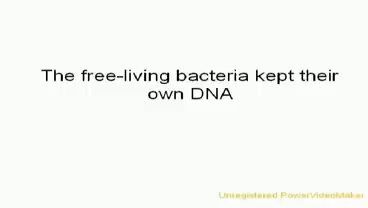 The free-living bacteria kept their
own DNA
Unregistered PowerVideoMaker